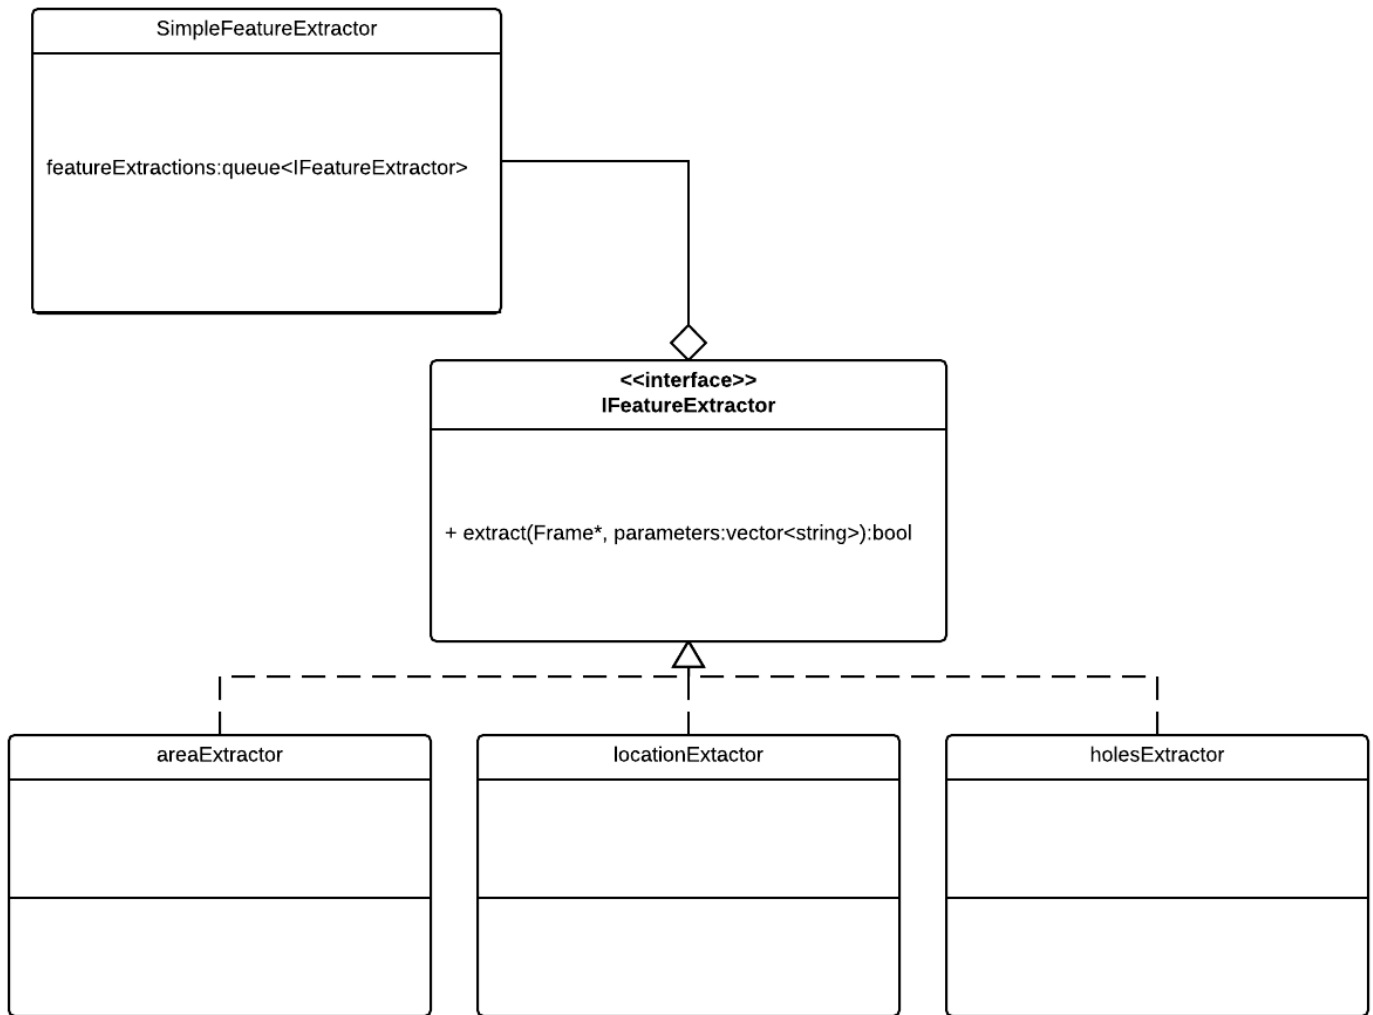 SimpleFeatureExtractor
featureExtractions:queue<IFeatureExtractor>
<<interface>>
IFeatureExtractor
+ extract(Frame*, parameters:vector<string>):bool
areaExtractor
locationExtactor
holesExtractor